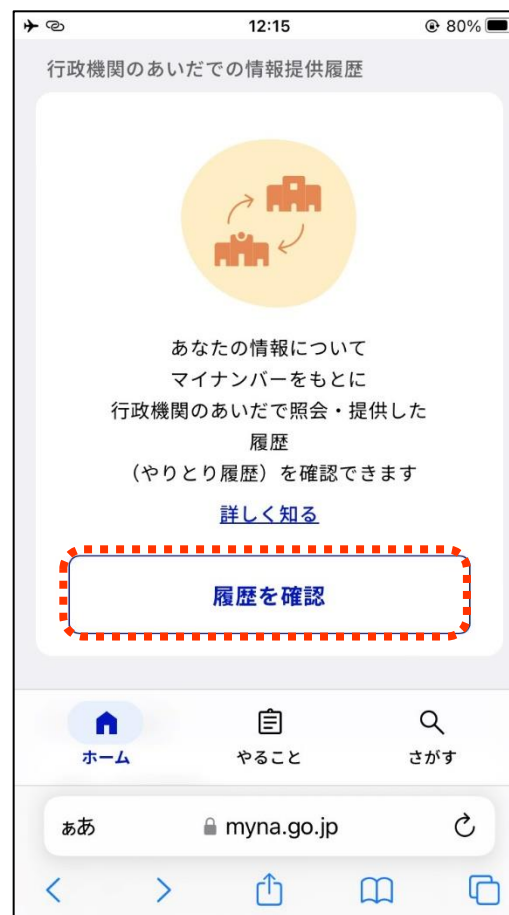 12:15
80%
行政機関のあいだでの情報提供履歴
あなたの情報について
マイナンバーをもとに
行政機関のあいだで照会・提供した
履歴
（やりとり履歴）を確認できます
詳しく知る
履歴を確認
ホーム
やること
さがす
ぁあ
myna.go.jp